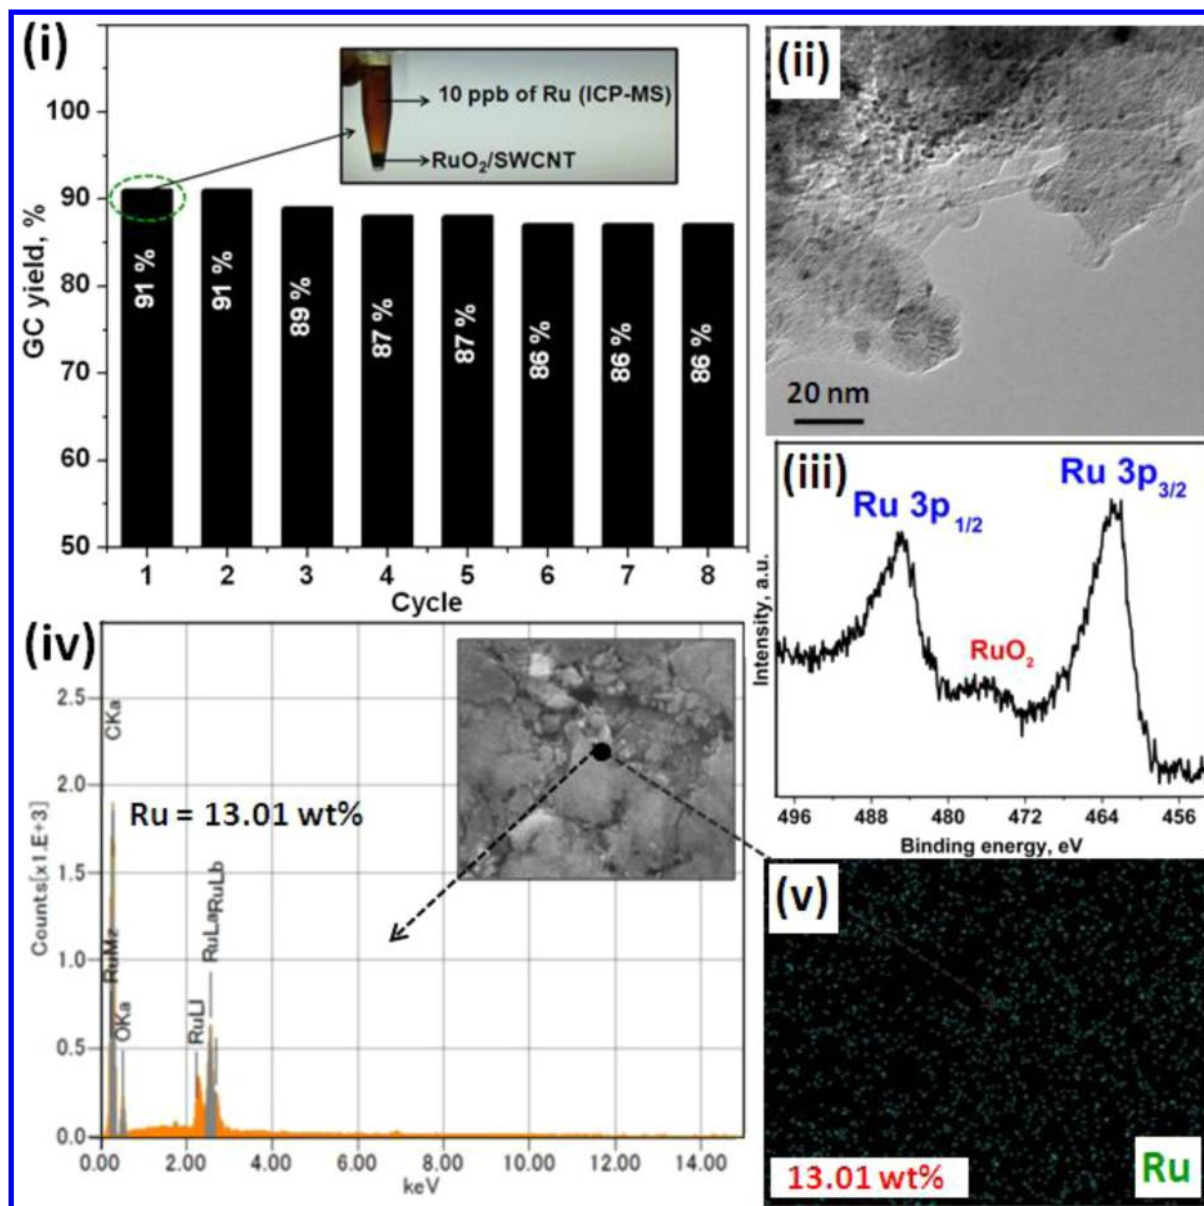 (i)
GC yield, %
100
90
80
70
60
50
10 ppb of Ru (ICP-MS)
RuO₂/SWCNT
91 %
91 %
89 %
87 %
87 %
86 %
86 %
86 %
1 2 3 4 5 6 7 8
Cycle
(ii)
20 nm
(iii)
Ru 3p 1/2
Ru 3p3/2
RuO₂
Intensity, a.u.
496 488 480 472 464 456
Binding energy, eV
(iv)
Counts[x1.E+3]
2.5
2.0
1.5
1.0
0.5
0.0
CKa
RuMz
OKa
RuLl
RuLa
RuLb
Ru = 13.01 wt%
0.00 2.00 4.00 6.00 8.00 10.00 12.00 14.00
keV
(v)
13.01 wt%
Ru